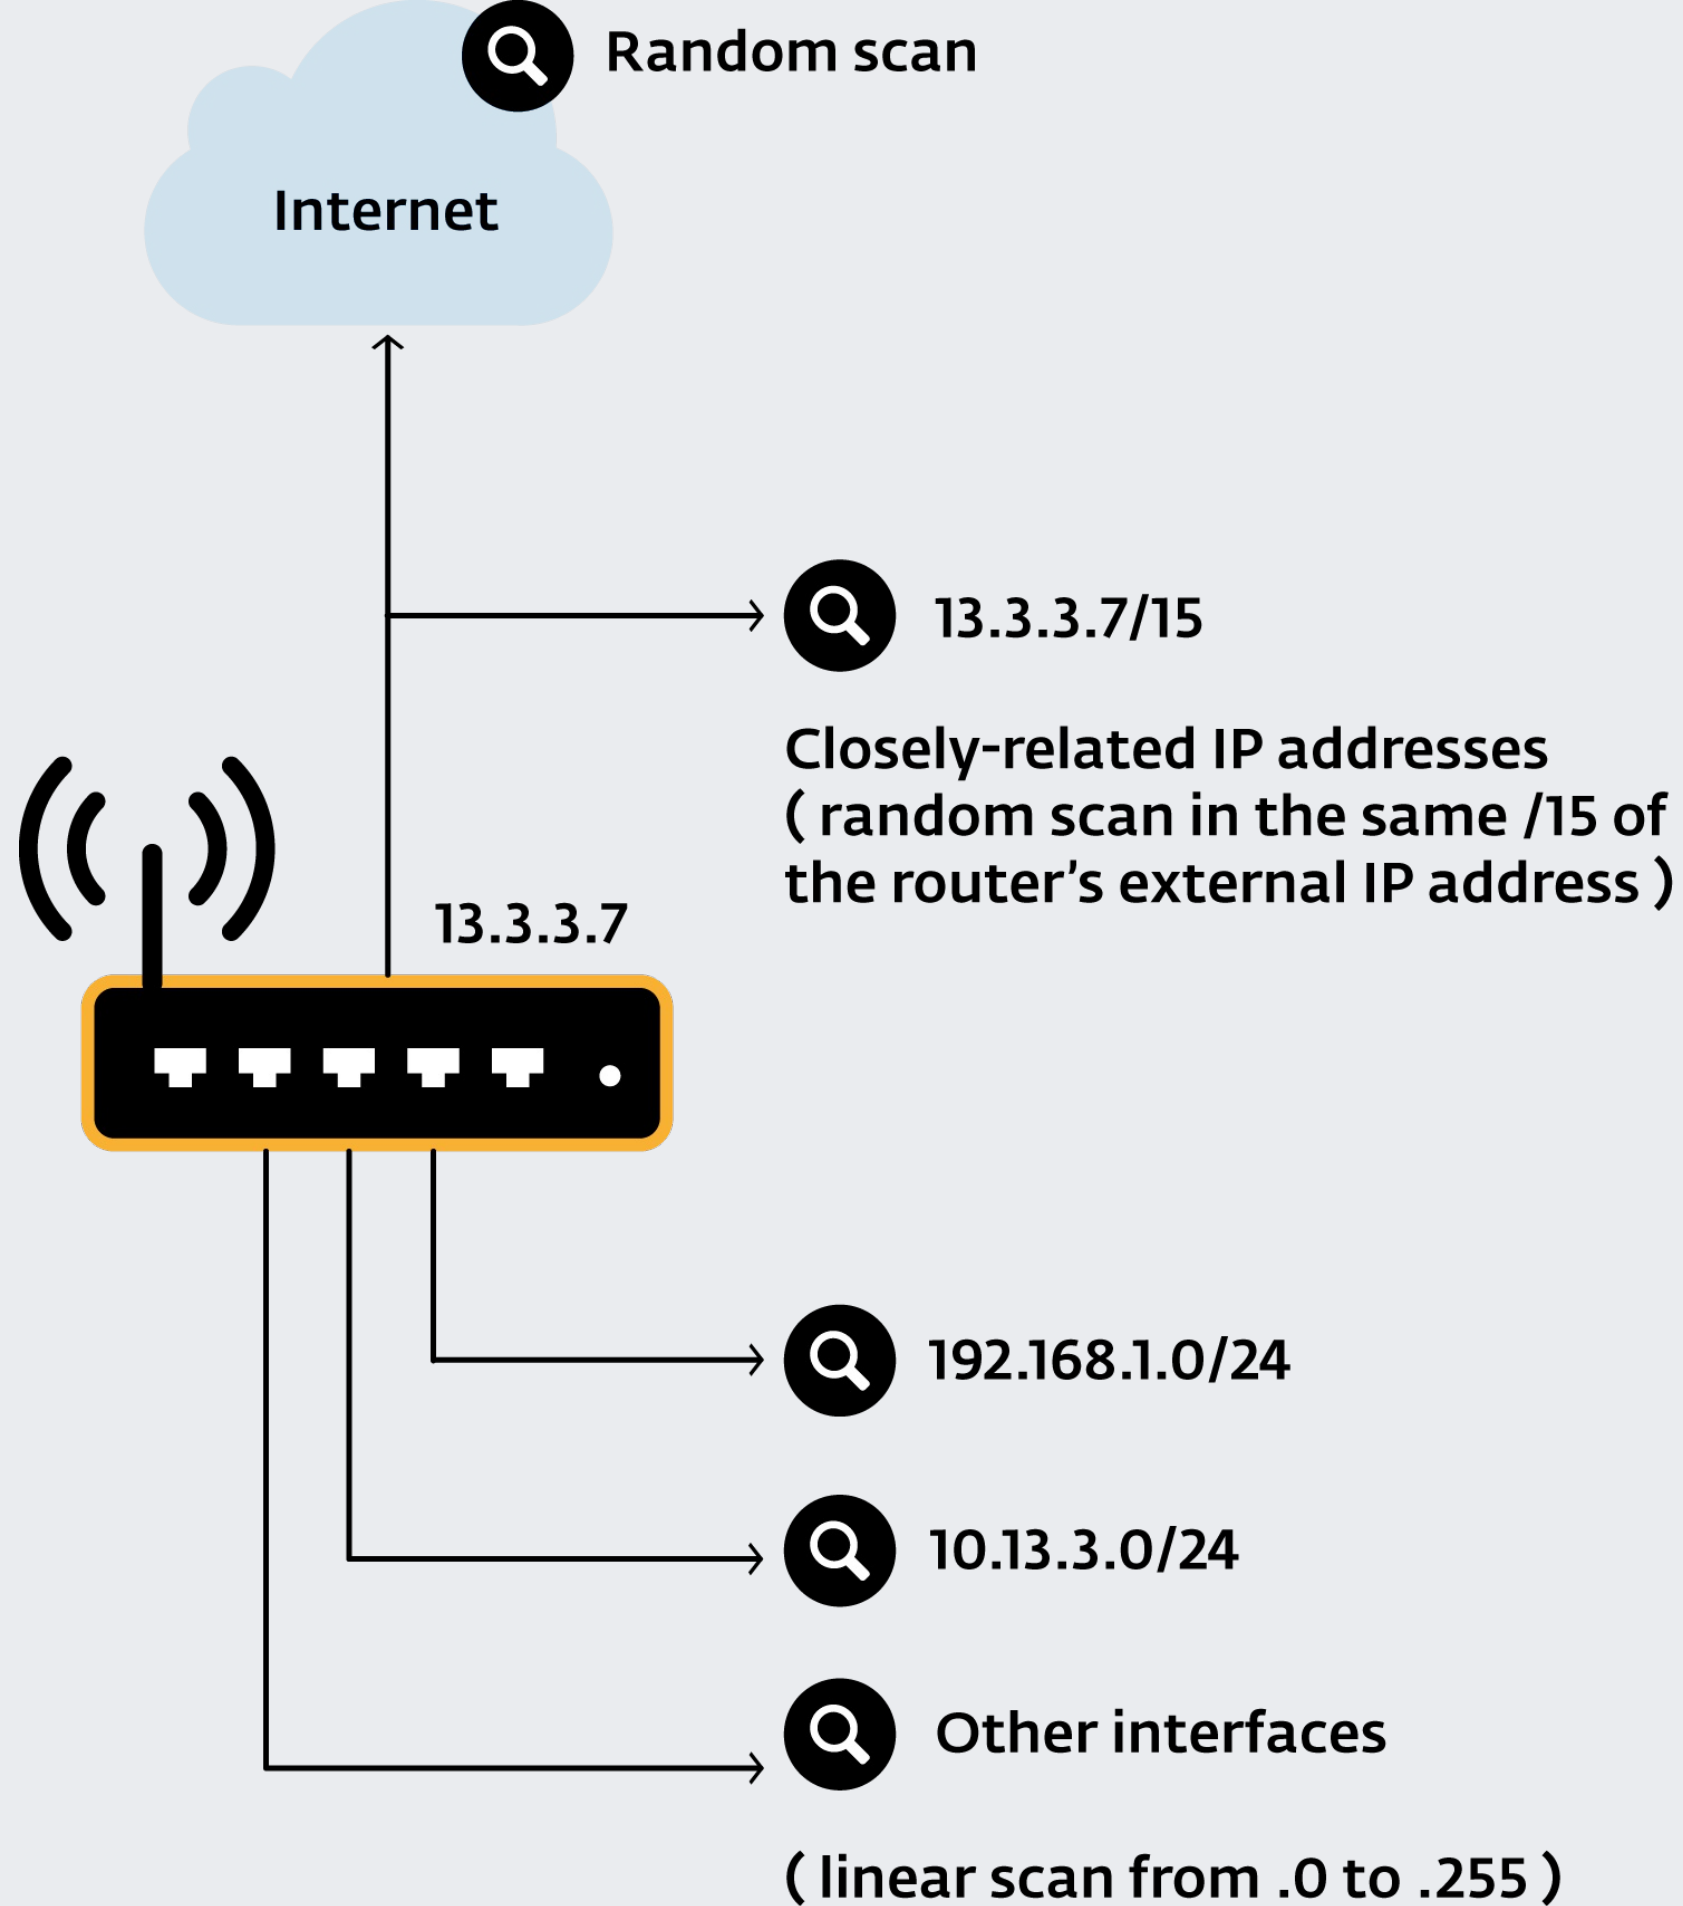 Random scan
Internet
13.3.3.7/15
Closely-related IP addresses
( random scan in the same /15 of
the router’s external IP address )
13.3.3.7
192.168.1.0/24
10.13.3.0/24
Other interfaces
( linear scan from .0 to .255 )